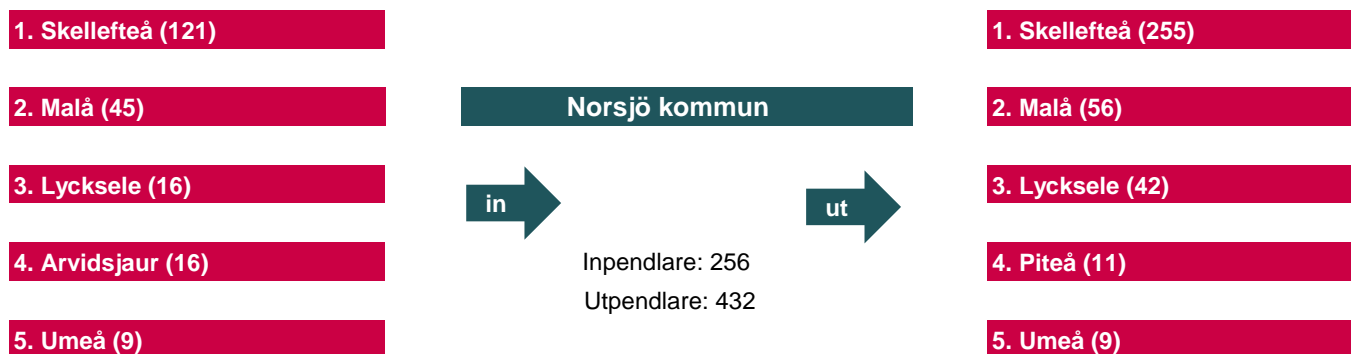 1. Skellefteå (121)
2. Malå (45)
3. Lycksele (16)
4. Arvidsjaur (16)
5. Umeå (9)
Norsjö kommun
in
ut
Inpendlare: 256
Utpendlare: 432
1. Skellefteå (255)
2. Malå (56)
3. Lycksele (42)
4. Piteå (11)
5. Umeå (9)